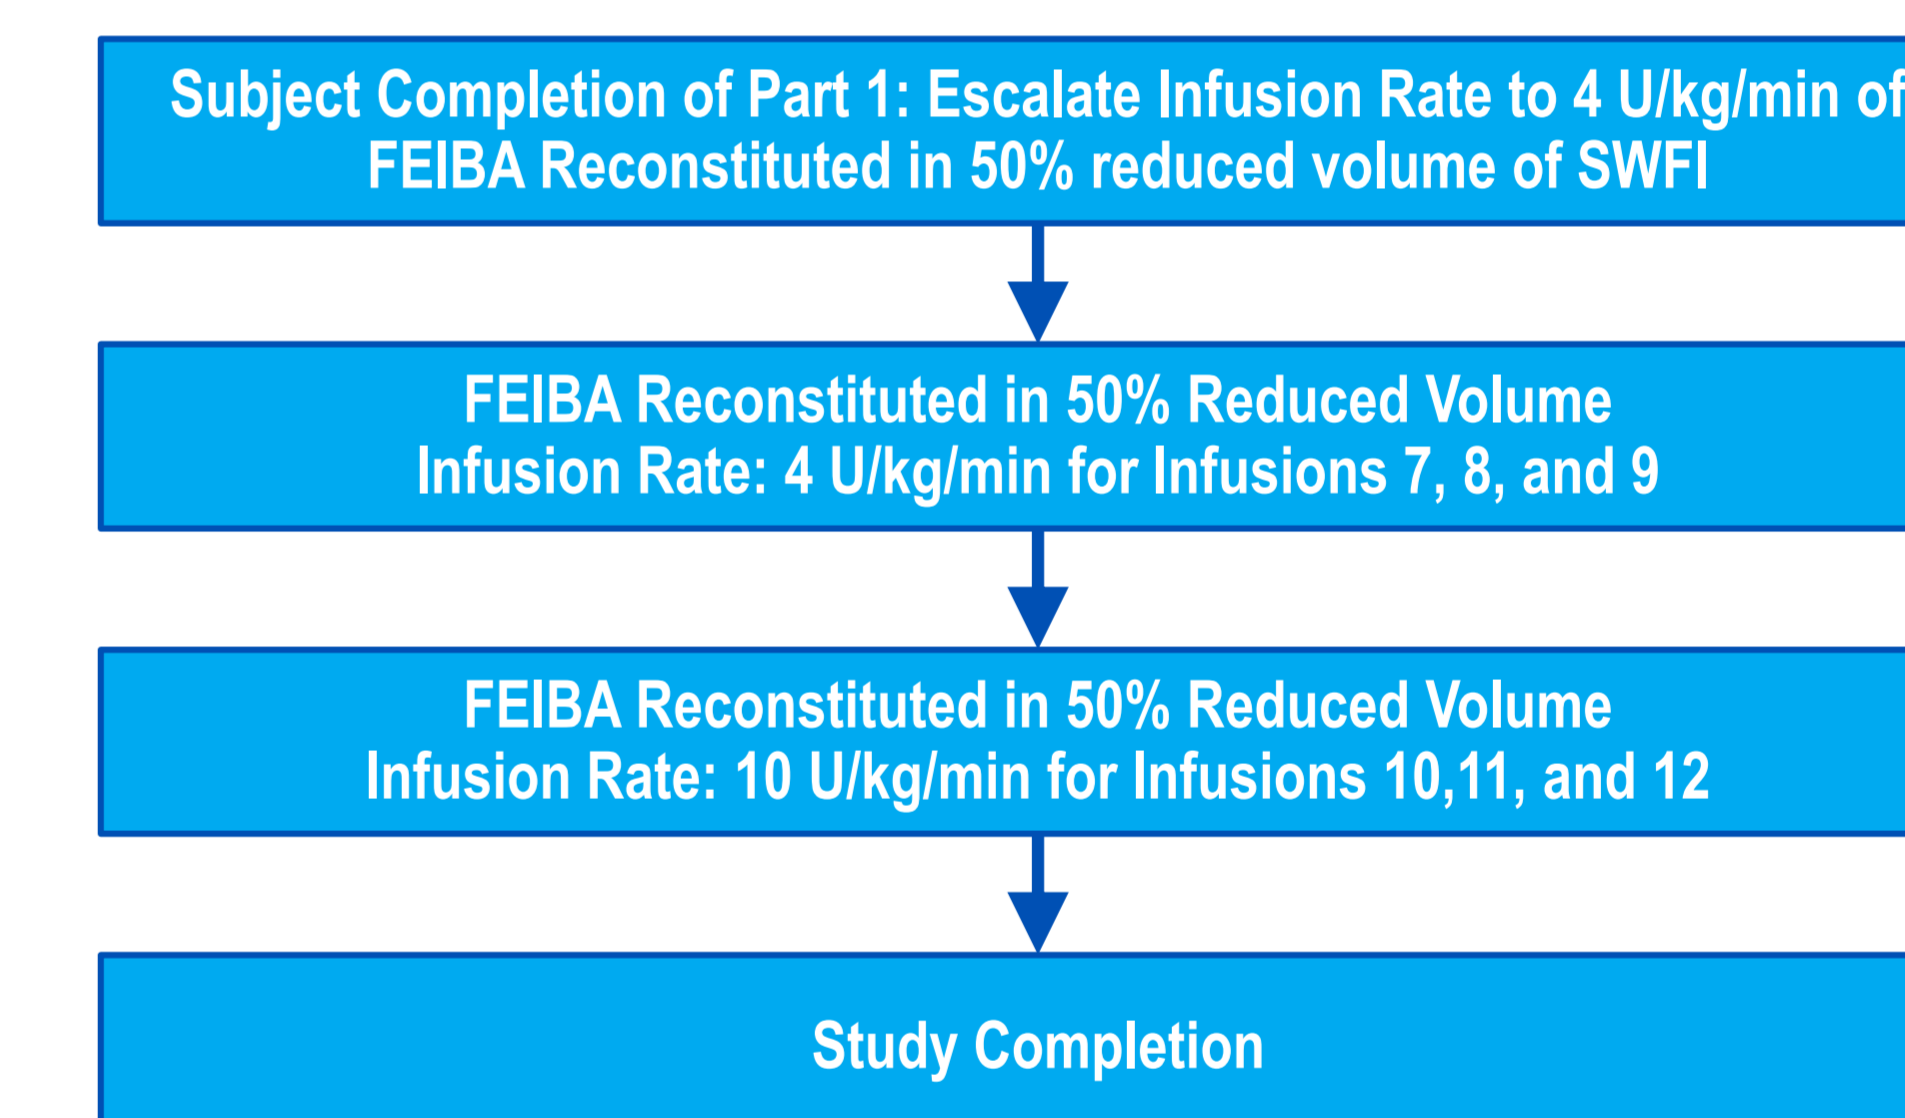 Subject Completion of Part 1: Escalate Infusion Rate to 4 U/kg/min of
FEIBA Reconstituted in 50% reduced volume of SWFI
FEIBA Reconstituted in 50% Reduced Volume
Infusion Rate: 4 U/kg/min for Infusions 7, 8, and 9
FEIBA Reconstituted in 50% Reduced Volume
Infusion Rate: 10 U/kg/min for Infusions 10,11, and 12
Study Completion